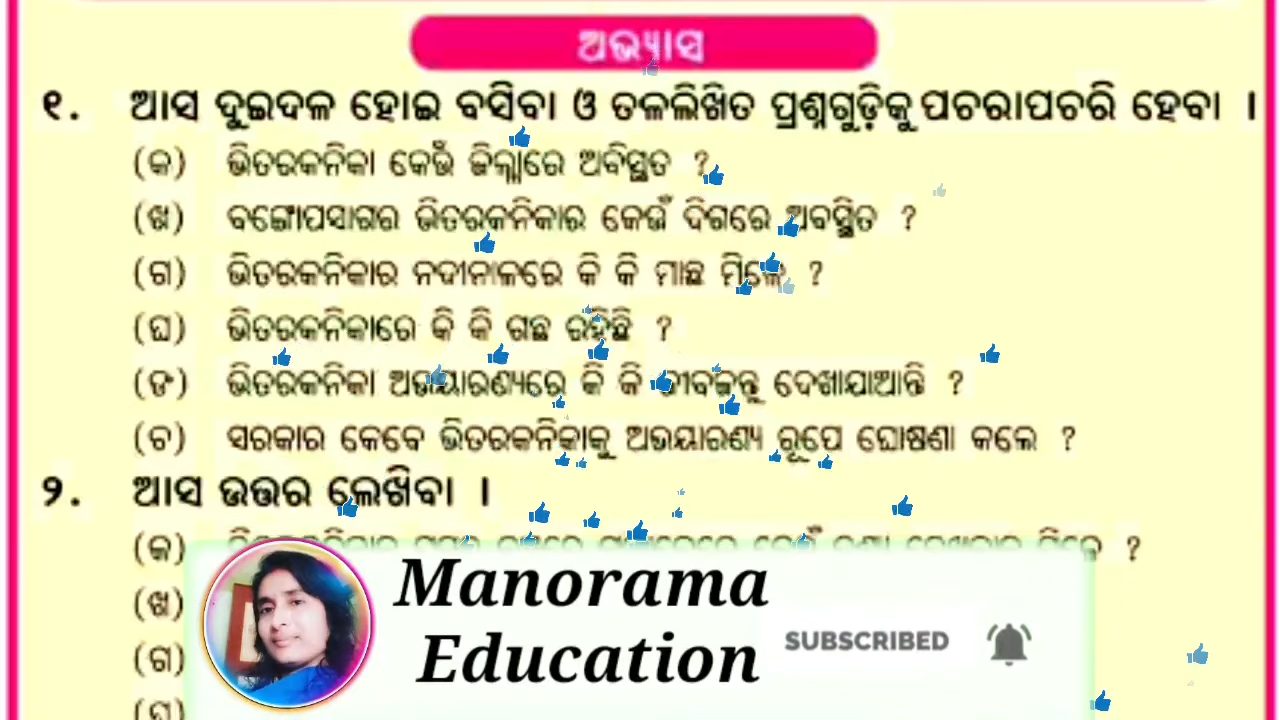 ଅଭ୍ୟାସ
୧. ଆସ ଦୁଇଦଳ ହୋଇ ବସିବା ଓ ତଳଲିଖିତ ପ୍ରଶ୍ନଗୁଡ଼ିକୁ ପଚରାପଚରି ହେବା ।
(କ) ଭିତରକନିକା କେଉଁ ଜିଲ୍ଲାରେ ଅବସ୍ଥିତ ?
(ଖ) ବଙ୍ଗୋପସାଗର ଭିତରକନିକାର କେଉଁ ଦିଗରେ ଅବସ୍ଥିତ ?
(ଗ) ଭିତରକନିକାର ନଦୀନାଳରେ କି କି ମାଛ ମିଳେ ?
(ଘ) ଭିତରକନିକାରେ କି କି ଗଛ ରହିଛି ?
(ଙ) ଭିତରକନିକା ଅଭୟାରଣ୍ୟରେ କି କି ଜୀବଜନ୍ତୁ ଦେଖାଯାଆନ୍ତି ?
(ଚ) ସରକାର କେବେ ଭିତରକନିକାକୁ ଅଭୟାରଣ୍ୟ ରୂପେ ଘୋଷଣା କଲେ ?
୨. ଆସ ଉତ୍ତର ଲେଖିବା ।
(କ) ?
(ଖ)
(ଗ)
(ଘ)
Manorama
Education
SUBSCRIBED